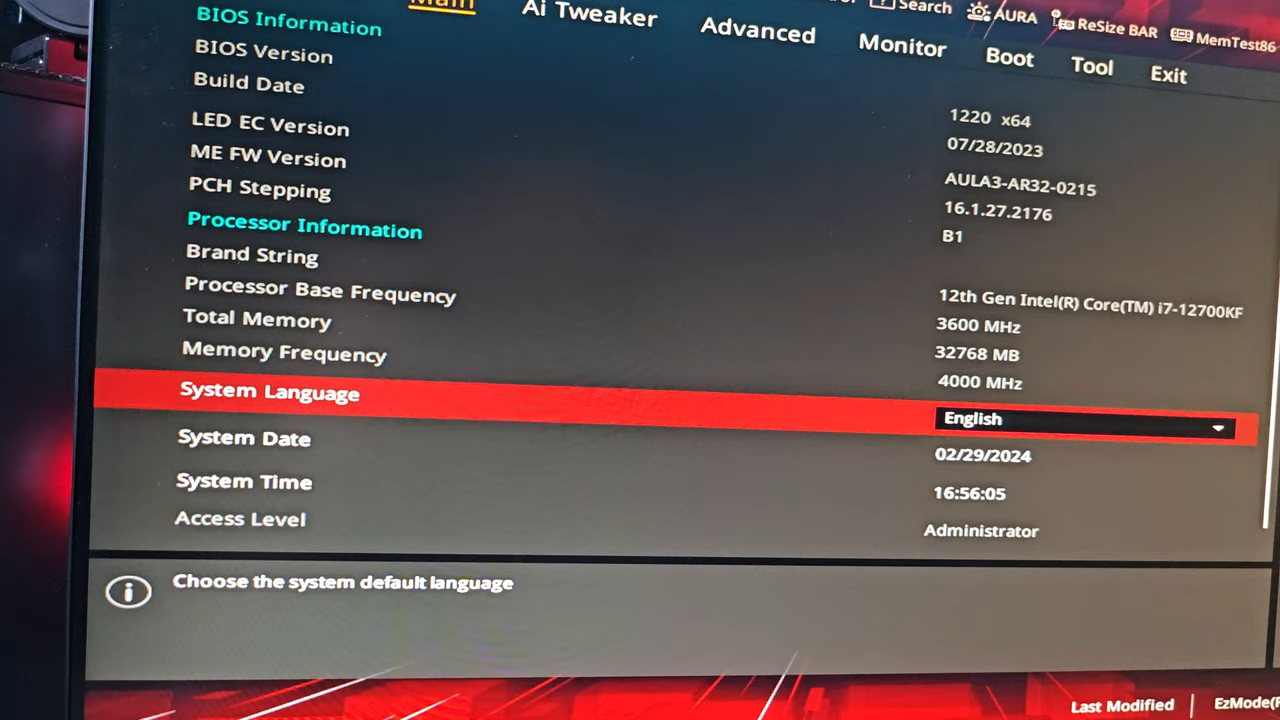 Main
Ai Tweaker
Advanced
Monitor
Boot
Tool
Exit
Search
AURA
ReSize BAR
MemTest86
BIOS Information
BIOS Version 1220 x64
Build Date 07/28/2023
LED EC Version AULA3-AR32-0215
ME FW Version 16.1.27.2176
PCH Stepping B1
Processor Information
Brand String 12th Gen Intel(R) Core(TM) i7-12700KF
Processor Base Frequency 3600 MHz
Total Memory 32768 MB
Memory Frequency 4000 MHz
System Language English
System Date 02/29/2024
System Time 16:56:05
Access Level Administrator
Choose the system default language
Last Modified
EzMode(F